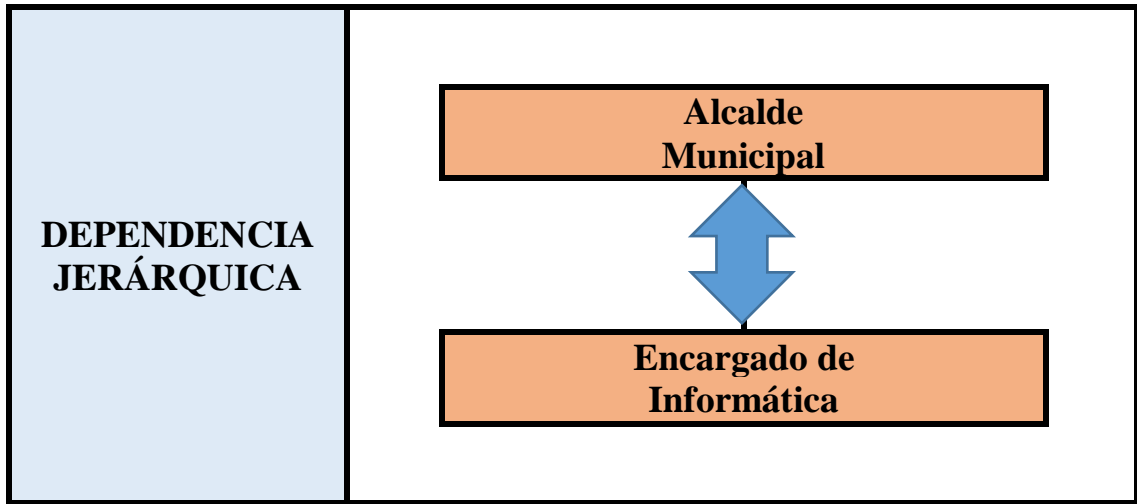 DEPENDENCIA
JERÁRQUICA
Alcalde
Municipal
Encargado de
Informática